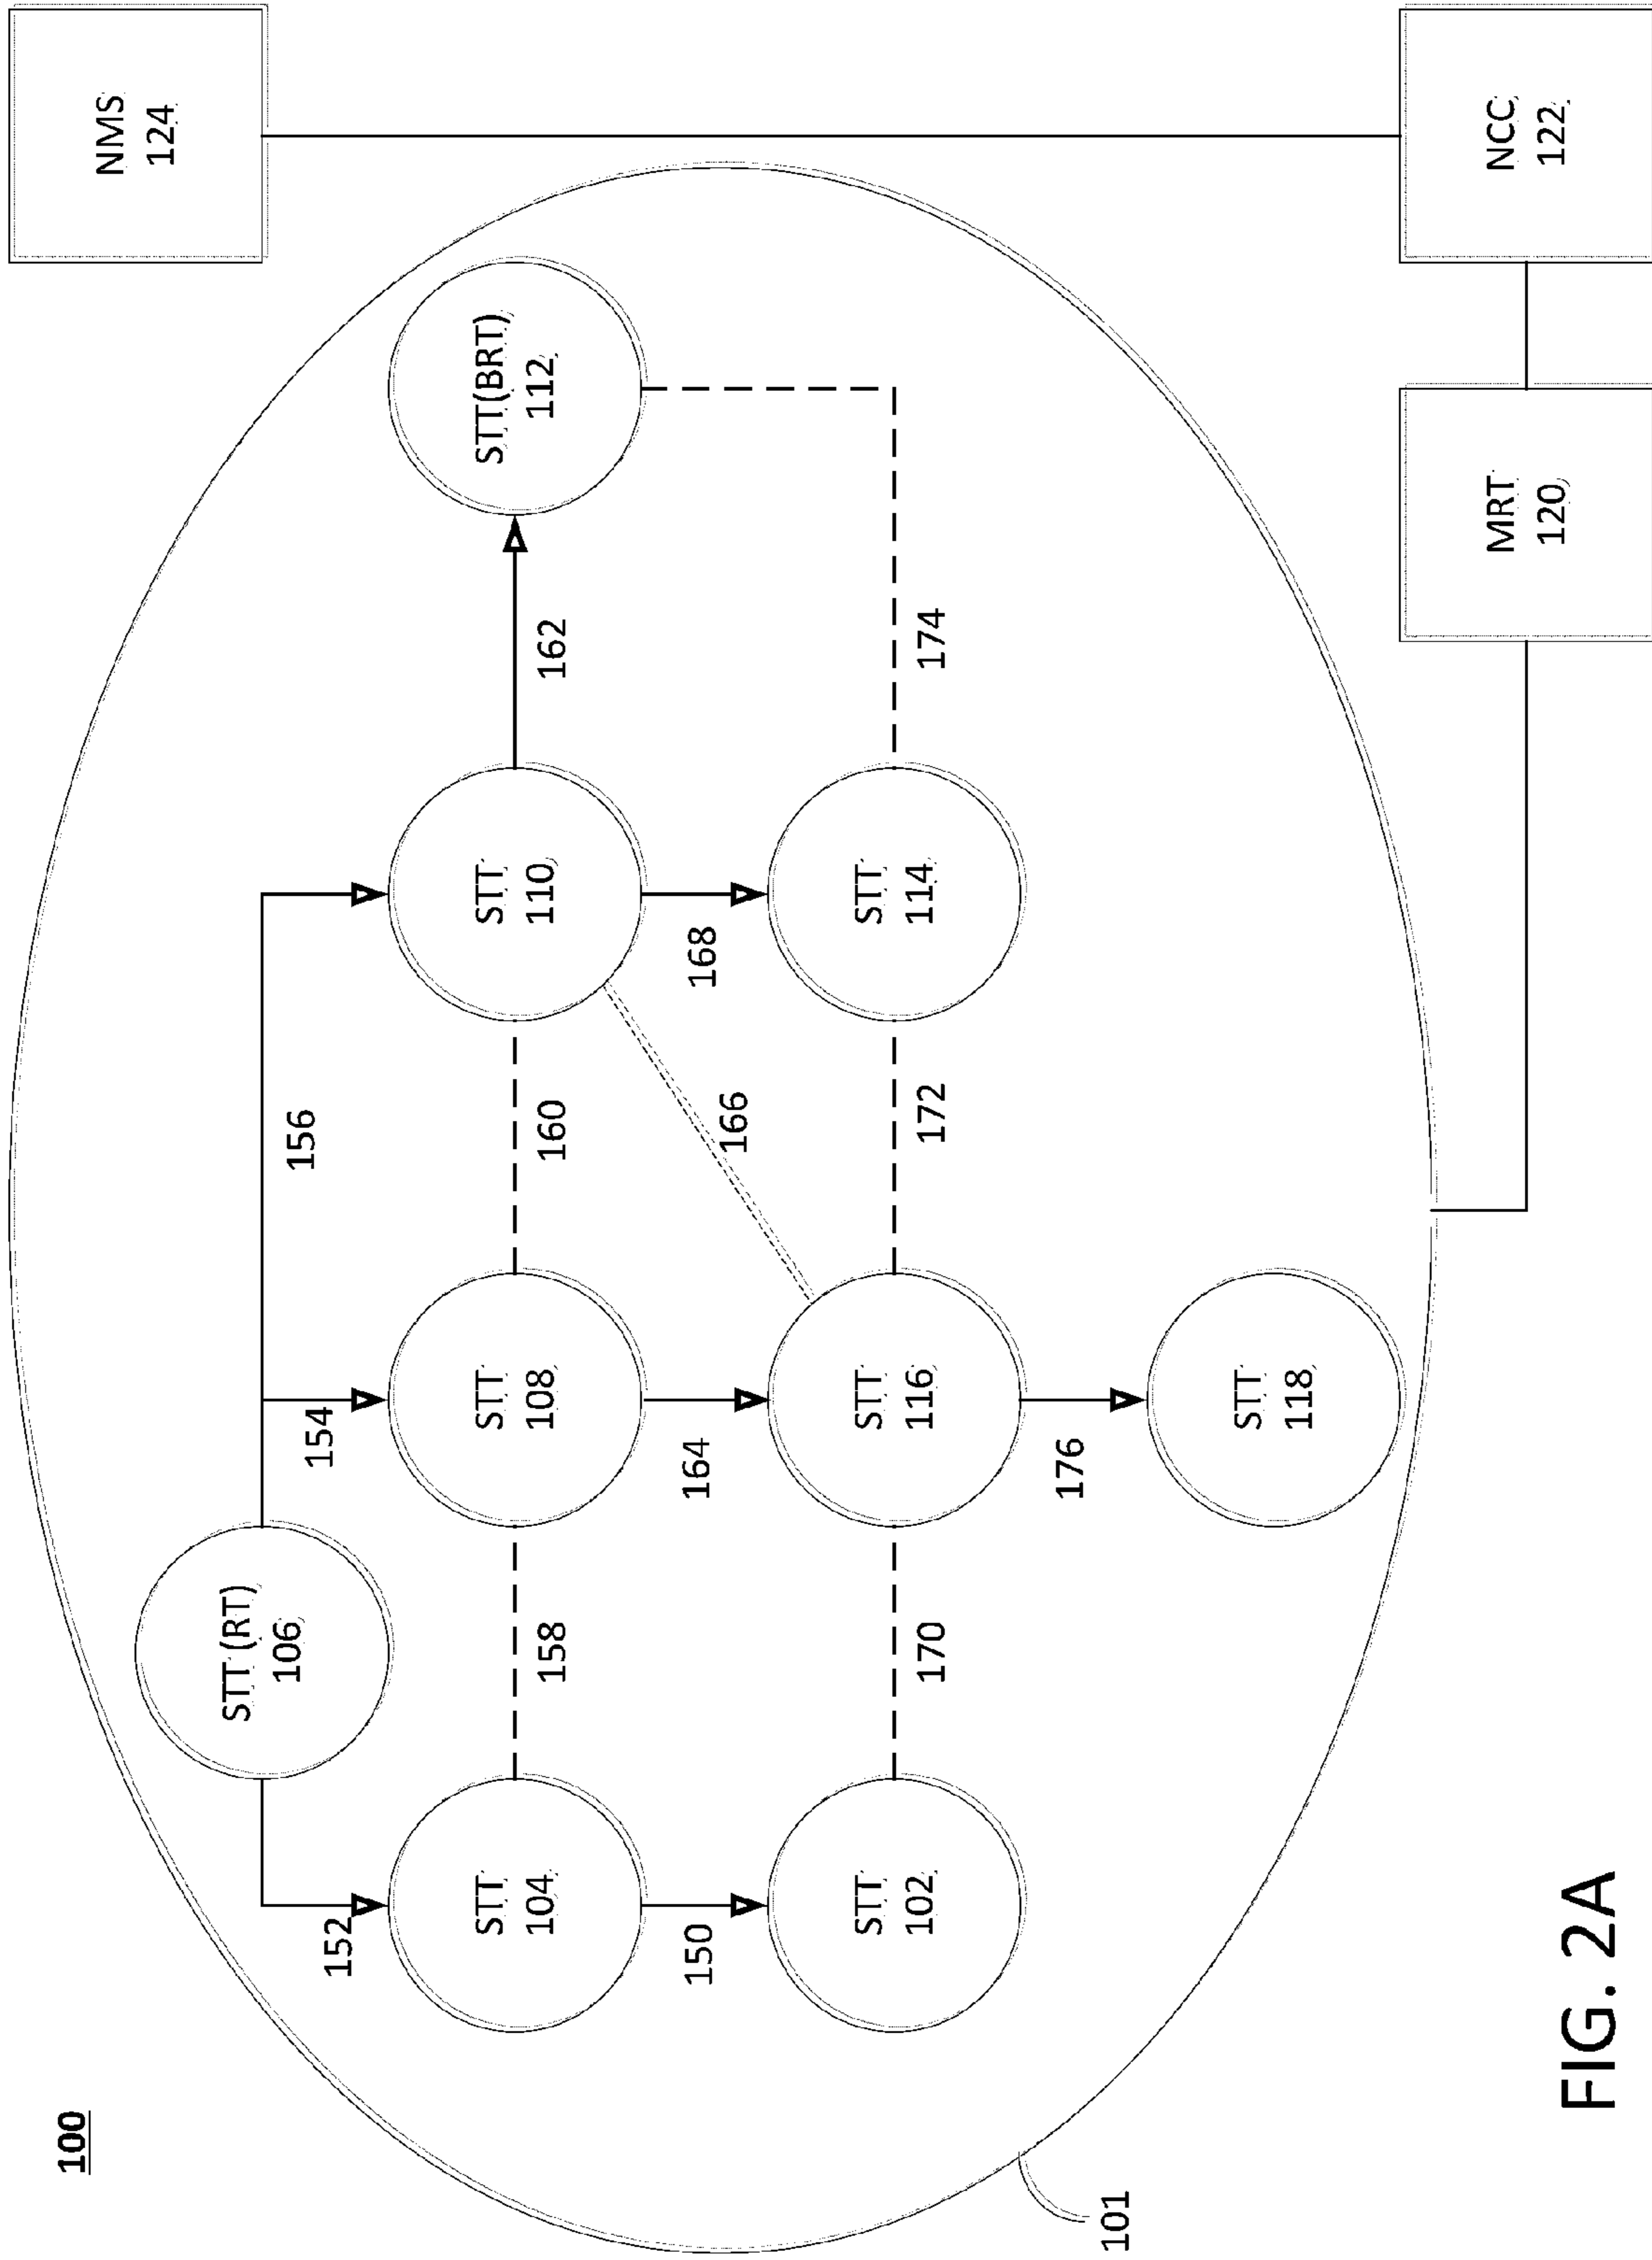 100
NMS
124
STT (RT)
106
156
154
152
STT
104
158
STT
108
160
STT
110
162
STT(BRT)
112
150
164
166
168
STT
102
170
STT
116
172
STT
114
174
176
STT
118
101
MRT
120
NCC
122
FIG. 2A